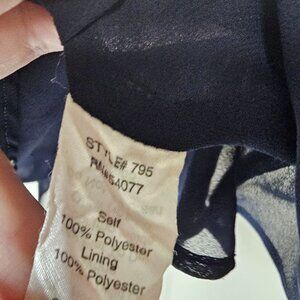 STYLE# 795
RN#54077
Self
100% Polyester
Lining
100% Polyester